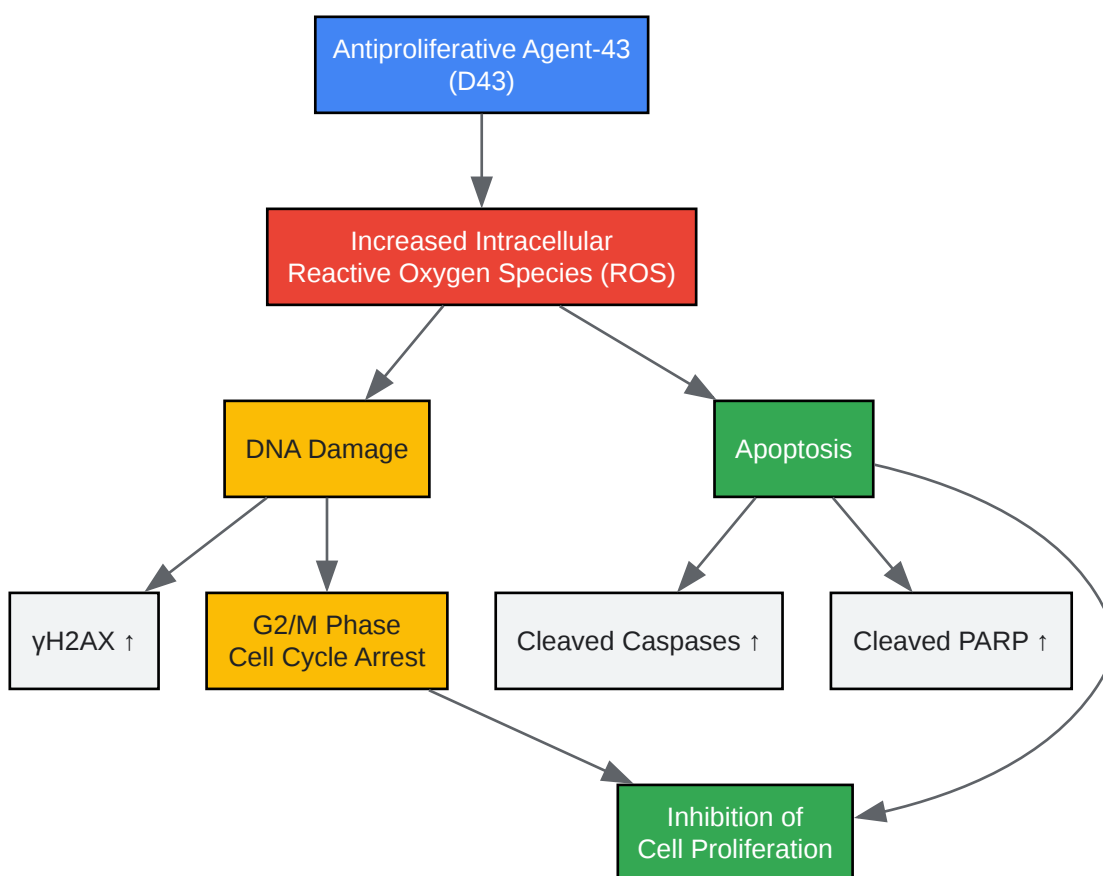 Antiproliferative Agent-43
(D43)
Increased Intracellular
Reactive Oxygen Species (ROS)
DNA Damage
Apoptosis
γH2AX ↑
G2/M Phase
Cell Cycle Arrest
Cleaved Caspases ↑
Cleaved PARP ↑
Inhibition of
Cell Proliferation